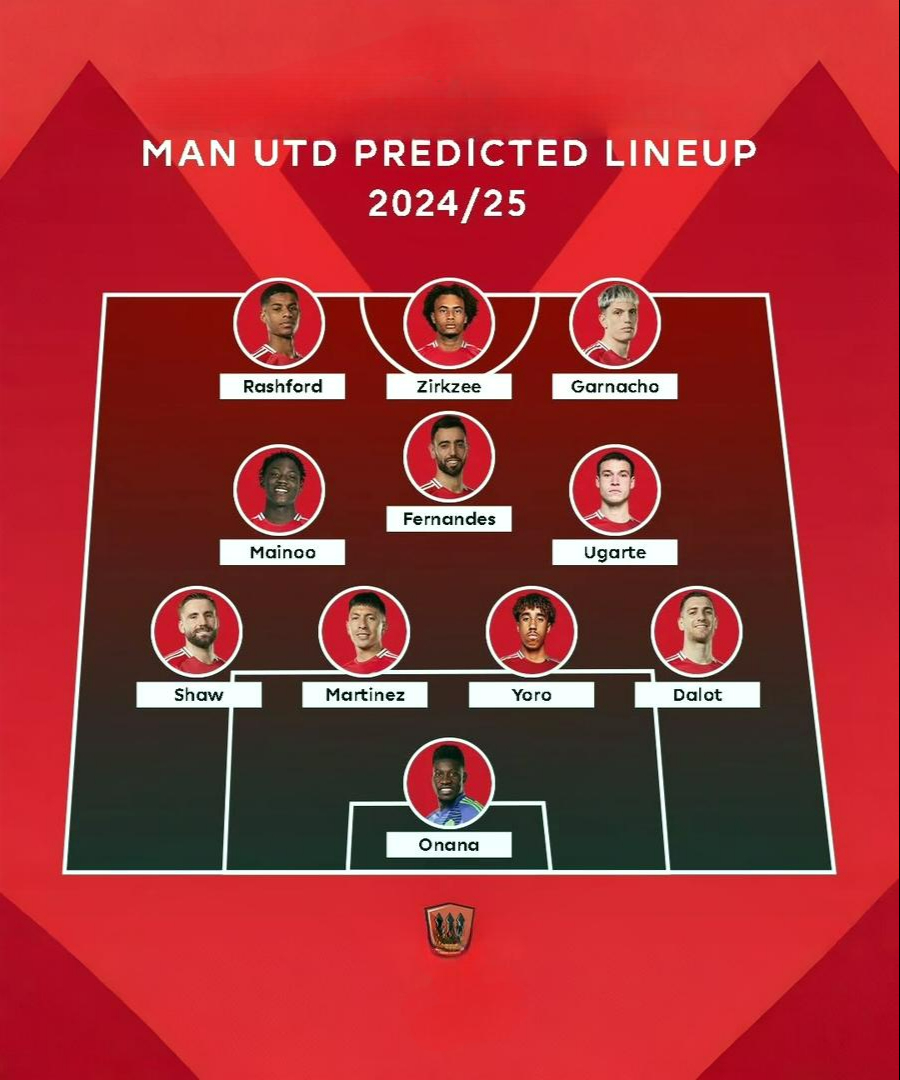 MAN UTD PREDICTED LINEUP
2024/25
Rashford
Zirkzee
Garnacho
Fernandes
Mainoo
Ugarte
Shaw
Martinez
Yoro
Dalot
Onana